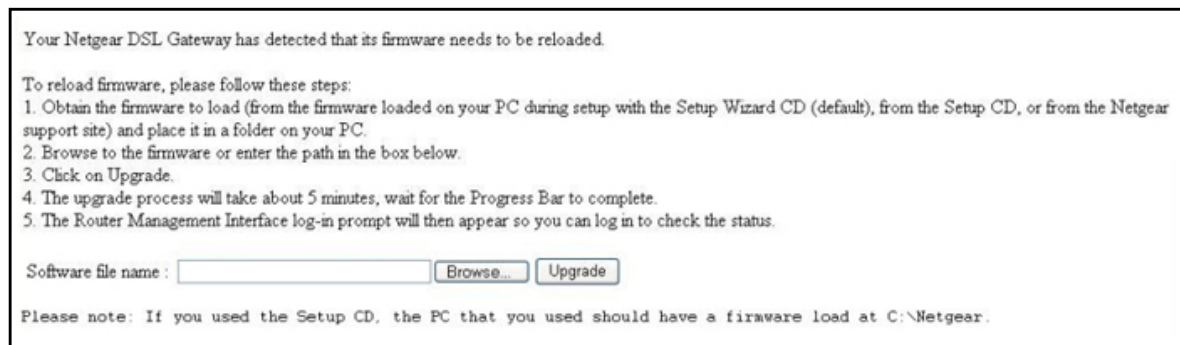 Your Netgear DSL Gateway has detected that its firmware needs to be reloaded.
To reload firmware, please follow these steps:
1. Obtain the firmware to load (from the firmware loaded on your PC during setup with the Setup Wizard CD (default), from the Setup CD, or from the Netgear
support site) and place it in a folder on your PC.
2. Browse to the firmware or enter the path in the box below.
3. Click on Upgrade.
4. The upgrade process will take about 5 minutes, wait for the Progress Bar to complete.
5. The Router Management Interface log-in prompt will then appear so you can log in to check the status.
Software file name : Browse... Upgrade
Please note: If you used the Setup CD, the PC that you used should have a firmware load at C:\Netgear.